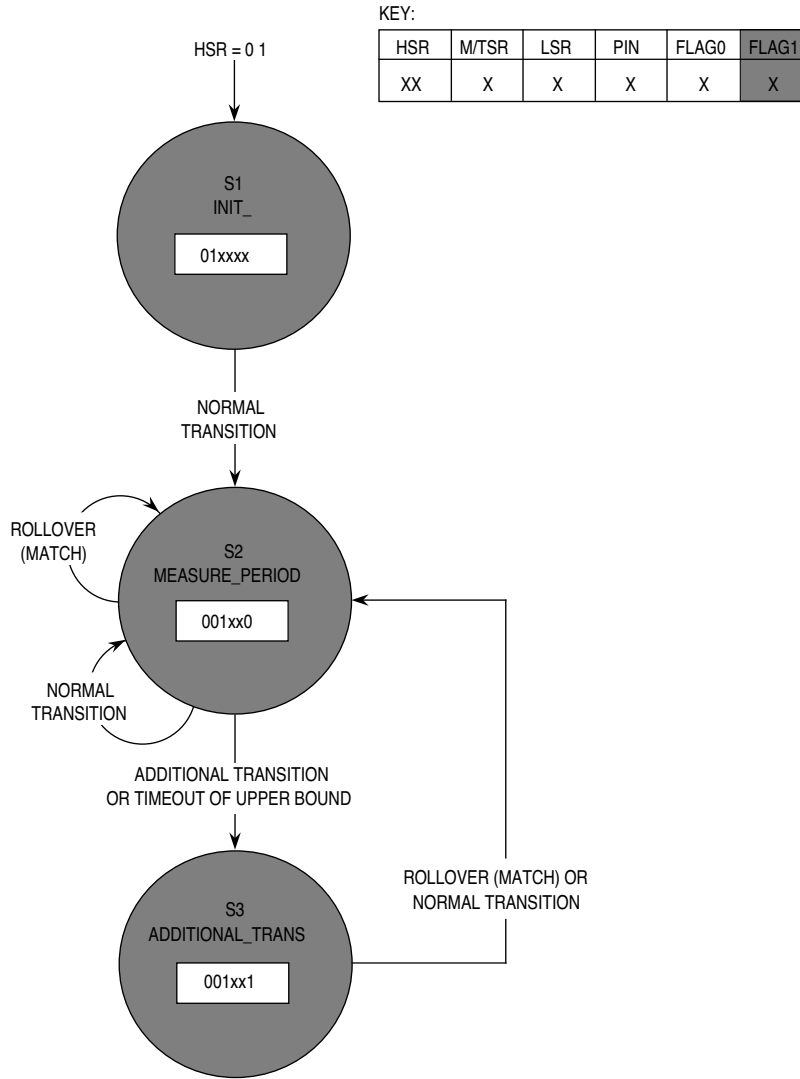 KEY:
HSR M/TSR LSR PIN FLAG0 FLAG1
XX X X X X X
HSR = 0 1
S1
INIT_
01xxxx
NORMAL
TRANSITION
ROLLOVER
(MATCH)
S2
MEASURE_PERIOD
001xx0
NORMAL
TRANSITION
ADDITIONAL TRANSITION
OR TIMEOUT OF UPPER BOUND
ROLLOVER (MATCH) OR
NORMAL TRANSITION
S3
ADDITIONAL_TRANS
001xx1